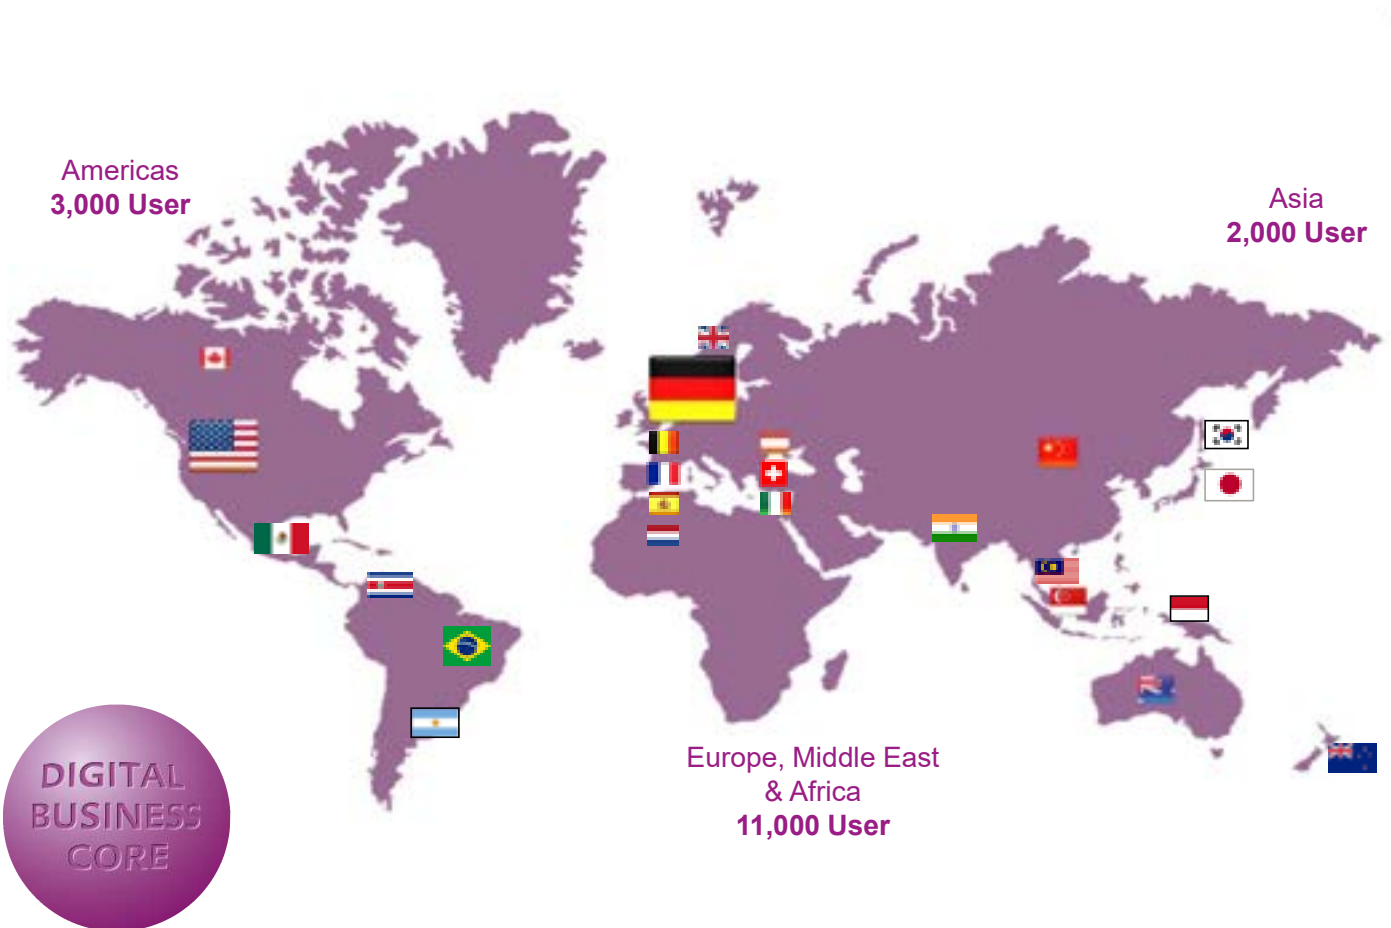 Americas
3,000 User
Asia
2,000 User
Europe, Middle East
& Africa
11,000 User
DIGITAL
BUSINESS
CORE